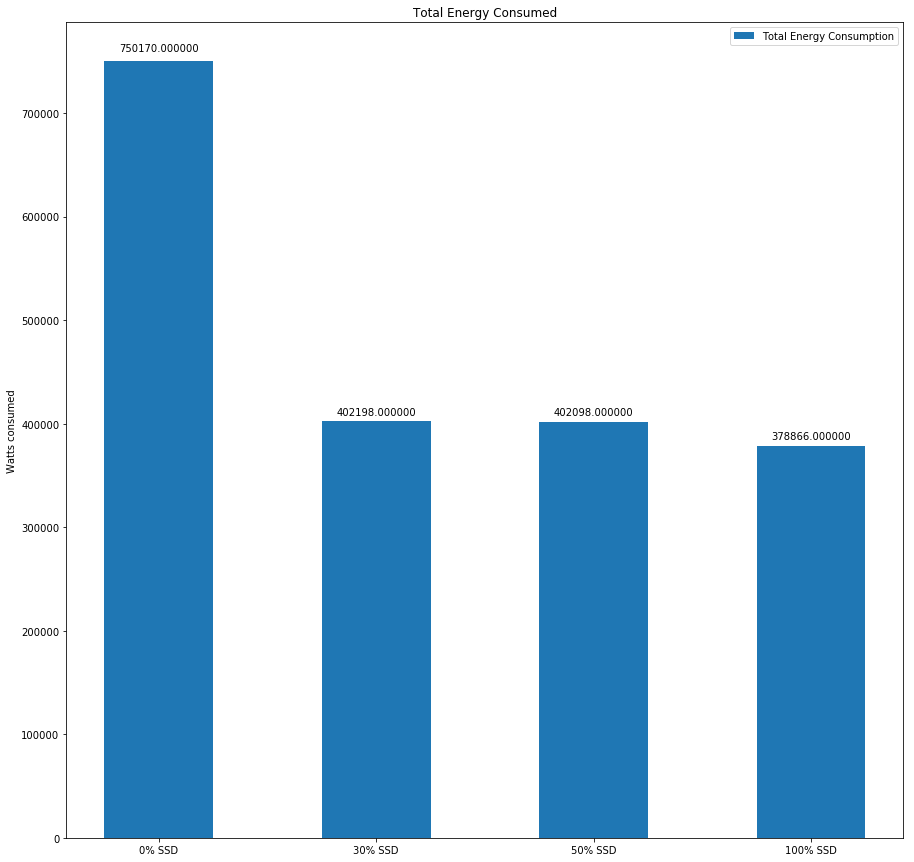 Total Energy Consumed
Total Energy Consumption
750170.000000
402198.000000
402098.000000
378866.000000
Watts consumed
700000
600000
500000
400000
300000
200000
100000
0
0% SSD
30% SSD
50% SSD
100% SSD